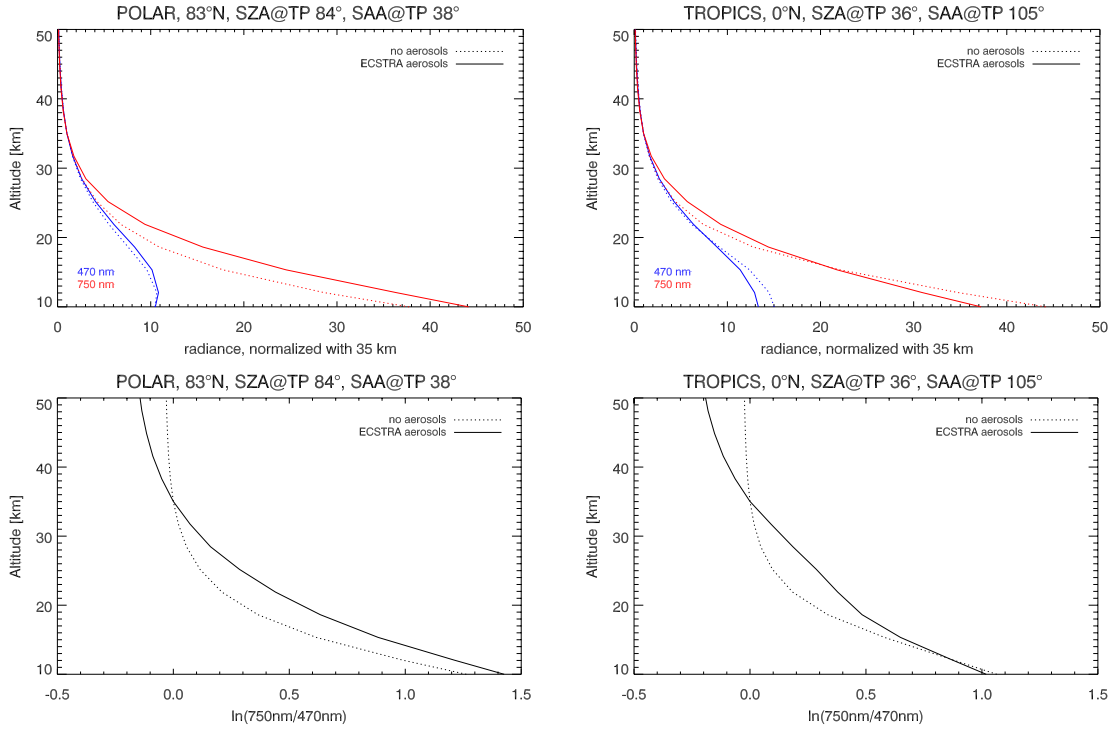 POLAR, 83°N, SZA@TP 84°, SAA@TP 38°
50
40
30
20
10
Altitude [km]
no aerosols
ECSTRA aerosols
470 nm
750 nm
0 10 20 30 40 50
radiance, normalized with 35 km
TROPICS, 0°N, SZA@TP 36°, SAA@TP 105°
50
40
30
20
10
Altitude [km]
no aerosols
ECSTRA aerosols
470 nm
750 nm
0 10 20 30 40 50
radiance, normalized with 35 km
POLAR, 83°N, SZA@TP 84°, SAA@TP 38°
50
40
30
20
10
Altitude [km]
no aerosols
ECSTRA aerosols
-0.5 0.0 0.5 1.0 1.5
ln(750nm/470nm)
TROPICS, 0°N, SZA@TP 36°, SAA@TP 105°
50
40
30
20
10
Altitude [km]
no aerosols
ECSTRA aerosols
-0.5 0.0 0.5 1.0 1.5
ln(750nm/470nm)